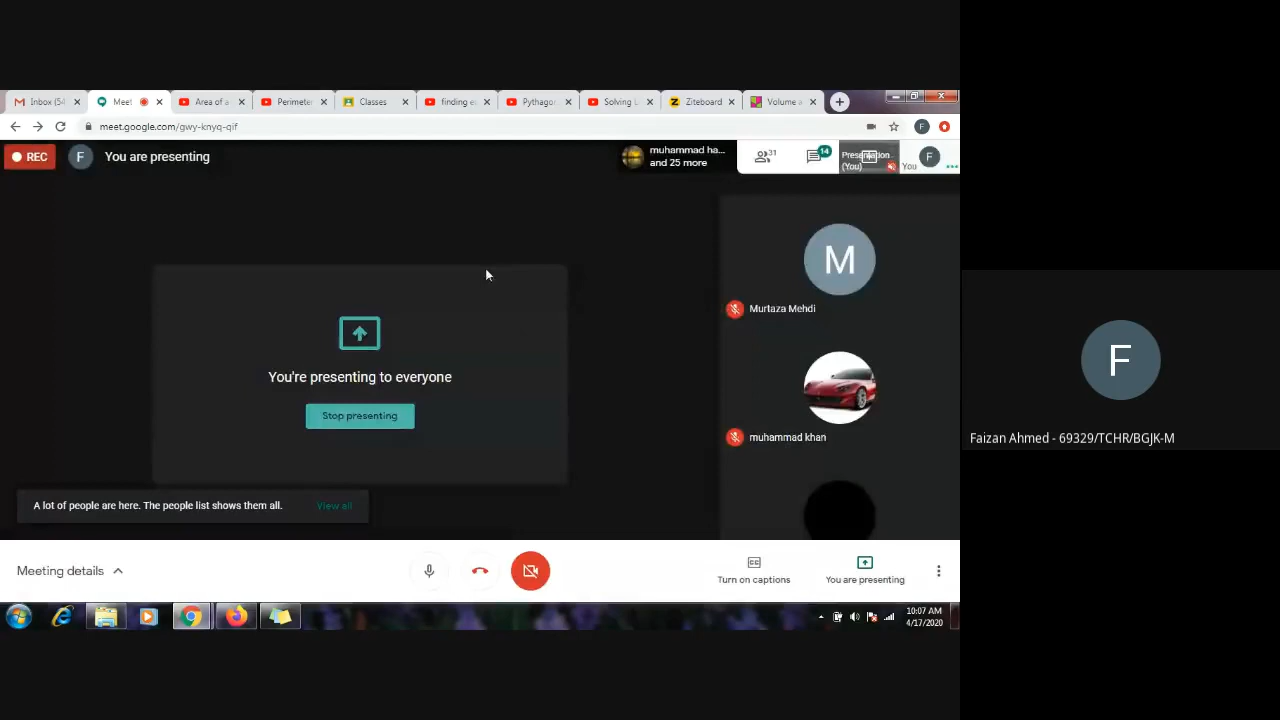 Inbox (54
Meet
Area of a
Perimeter
Classes
finding e
Pythagor
Solving L
Ziteboard
Volume a
meet.google.com/gwy-knyq-qif
F
REC
F
You are presenting
muhammad ha...
and 25 more
31
14
Presentation
(You)
You
F
M
Murtaza Mehdi
You're presenting to everyone
Stop presenting
muhammad khan
F
Faizan Ahmed - 69329/TCHR/BGJK-M
A lot of people are here. The people list shows them all.
View all
Meeting details
CC
Turn on captions
You are presenting
10:07 AM
4/17/2020